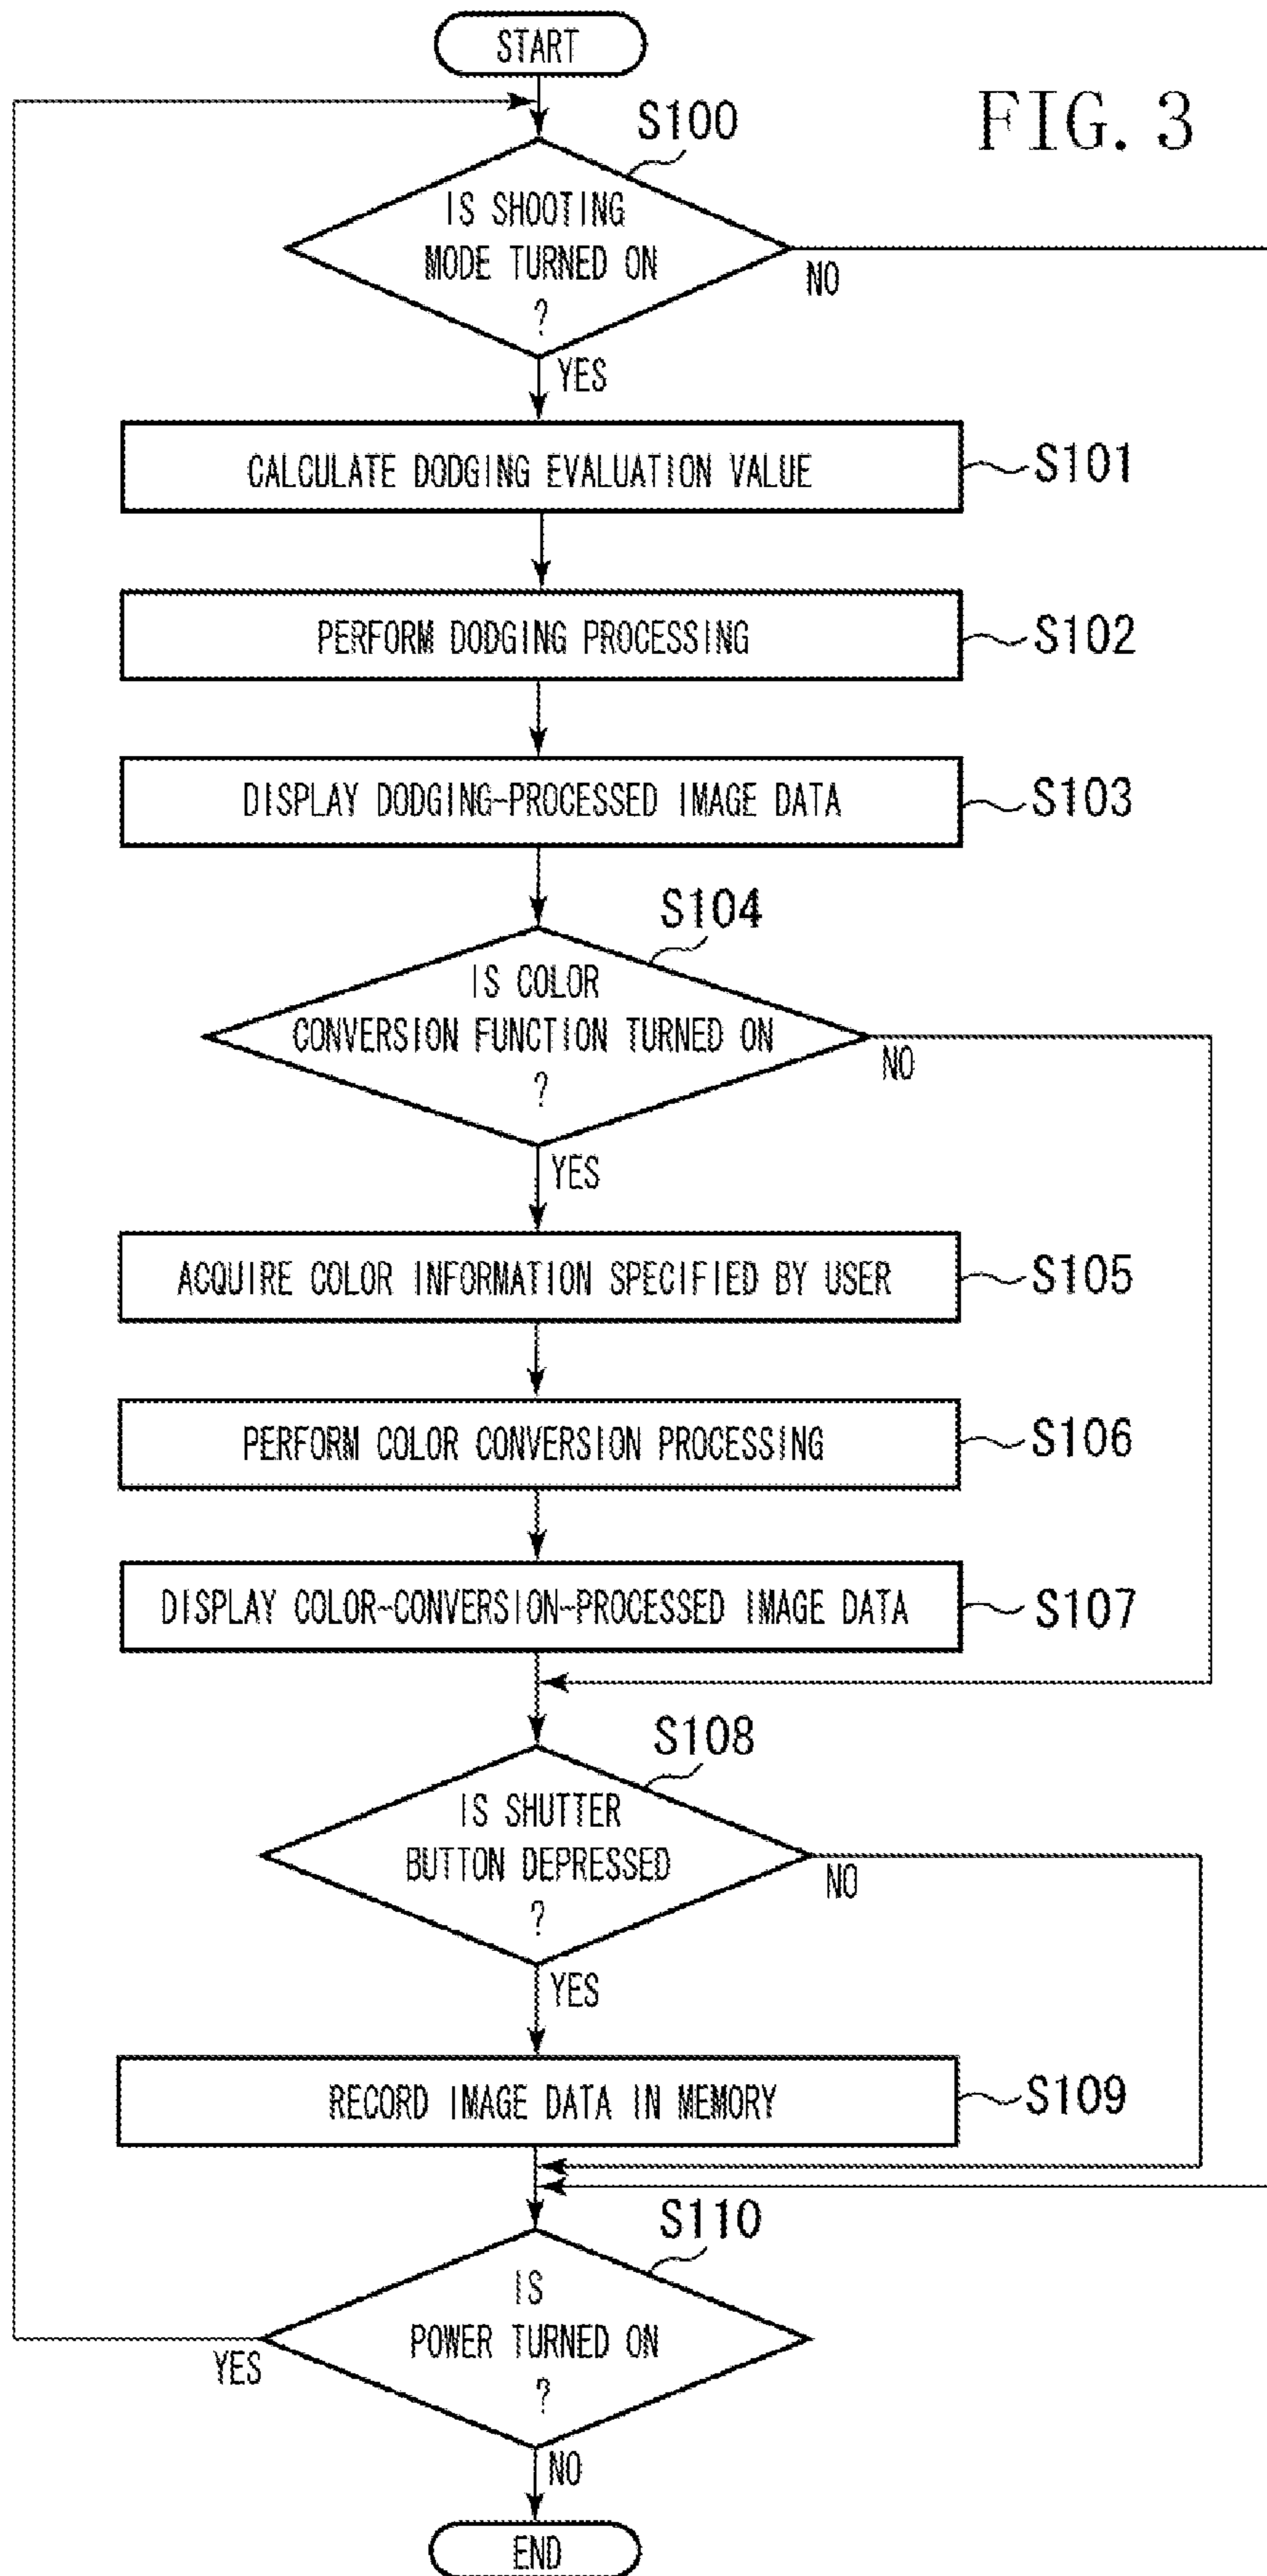 START
FIG. 3
S100
IS SHOOTING
MODE TURNED ON
?
NO
YES
CALCULATE DODGING EVALUATION VALUE
S101
PERFORM DODGING PROCESSING
S102
DISPLAY DODGING-PROCESSED IMAGE DATA
S103
S104
IS COLOR
CONVERSION FUNCTION TURNED ON
?
NO
YES
ACQUIRE COLOR INFORMATION SPECIFIED BY USER
S105
PERFORM COLOR CONVERSION PROCESSING
S106
DISPLAY COLOR-CONVERSION-PROCESSED IMAGE DATA
S107
S108
IS SHUTTER
BUTTON DEPRESSED
?
NO
YES
RECORD IMAGE DATA IN MEMORY
S109
S110
IS
POWER TURNED ON
?
YES
NO
END